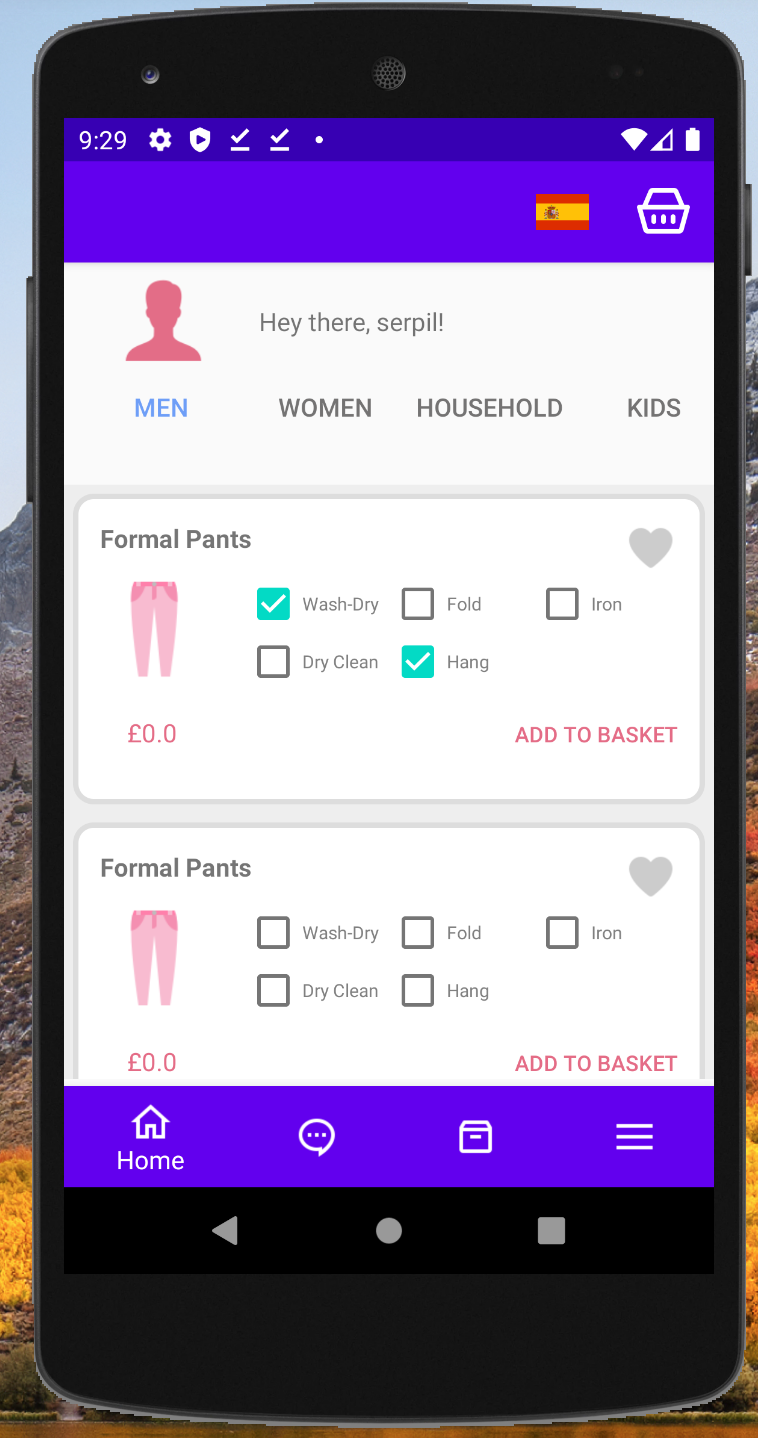 9:29
Hey there, serpil!
MEN WOMEN HOUSEHOLD KIDS
Formal Pants
Wash-Dry Fold Iron
Dry Clean Hang
£0.0 ADD TO BASKET
Formal Pants
Wash-Dry Fold Iron
Dry Clean Hang
£0.0 ADD TO BASKET
Home